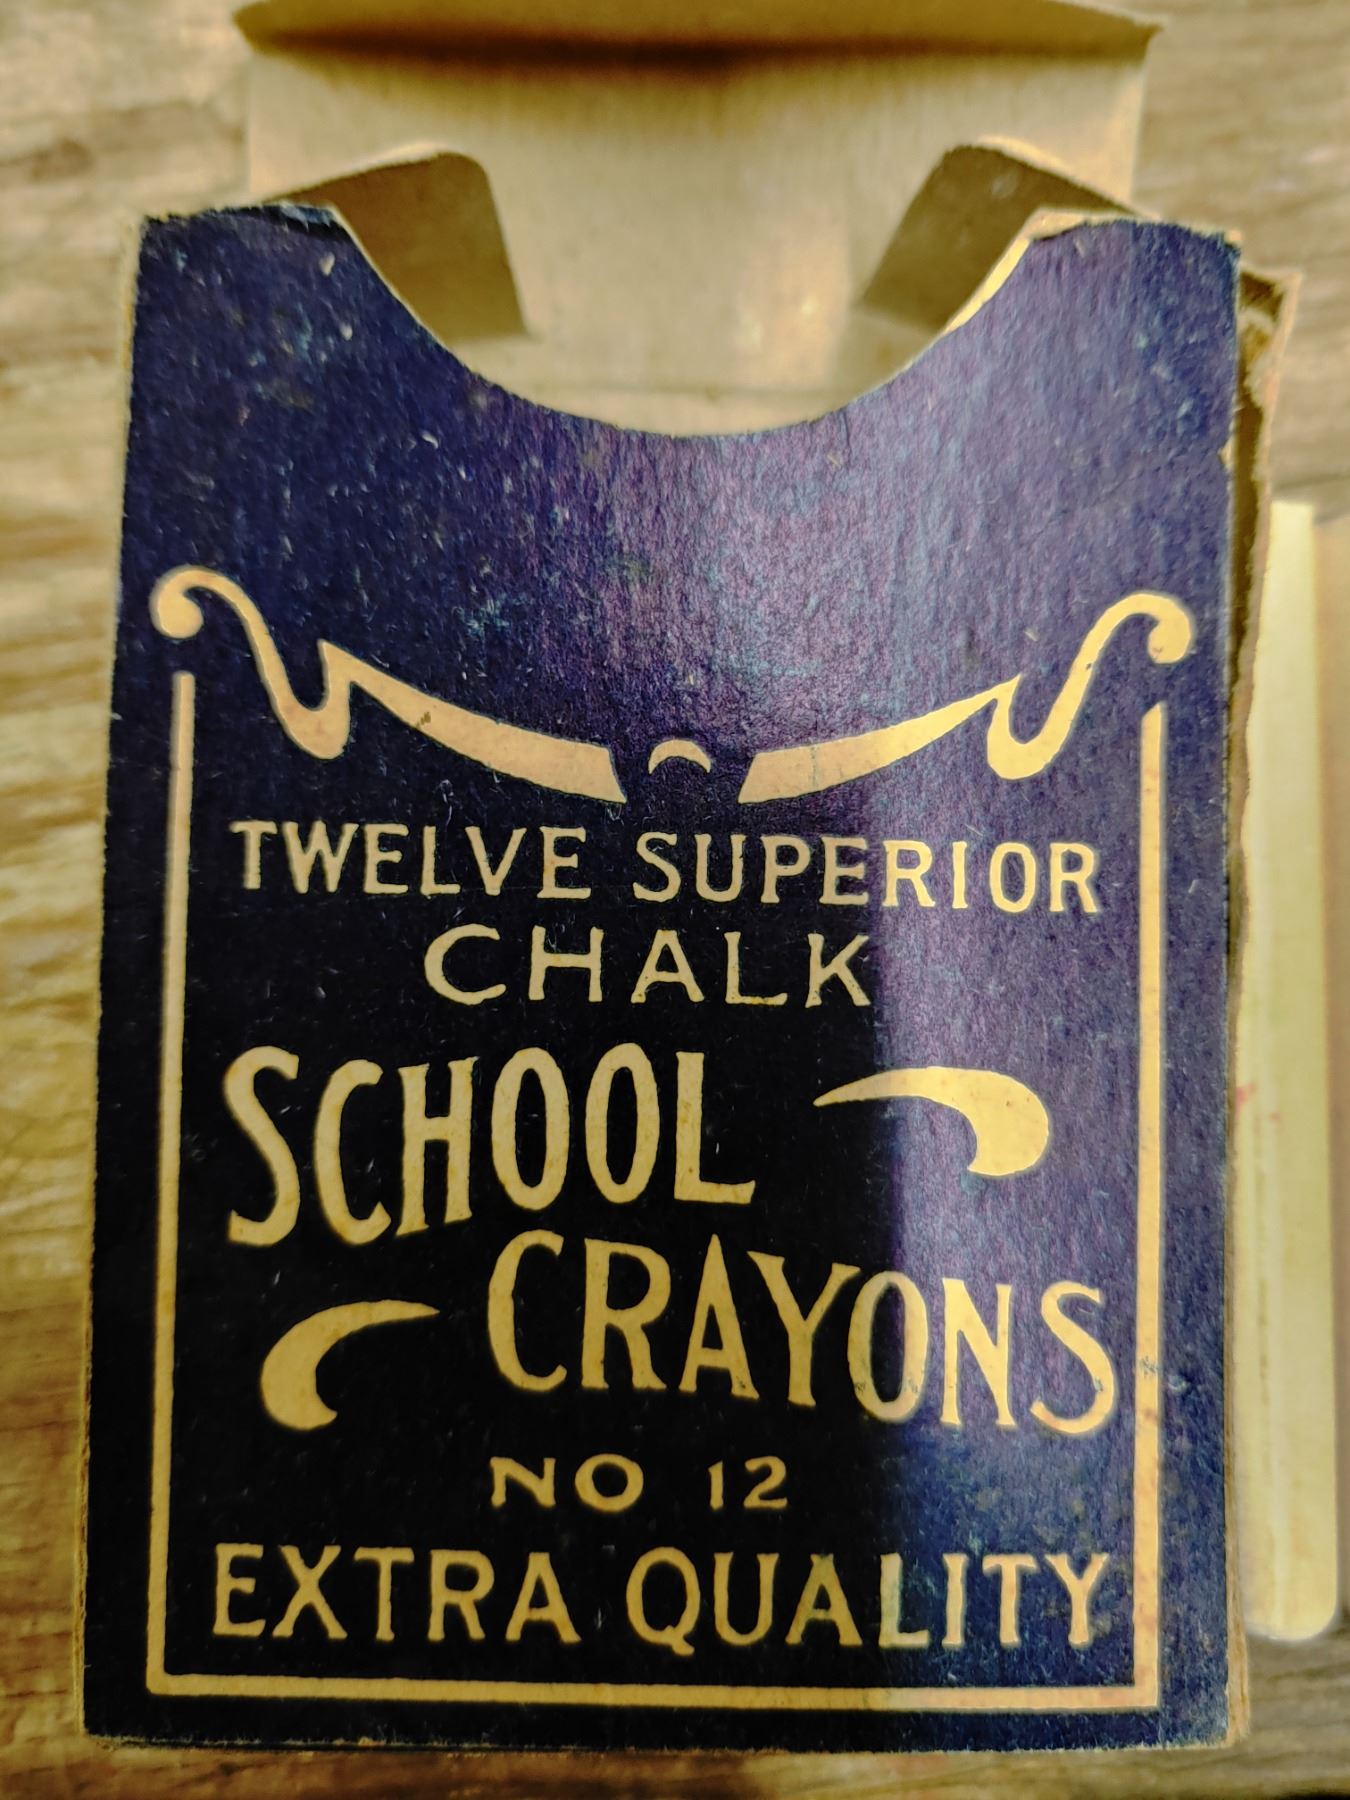 TWELVE SUPERIOR
CHALK
SCHOOL
CRAYONS
NO 12
EXTRA QUALITY